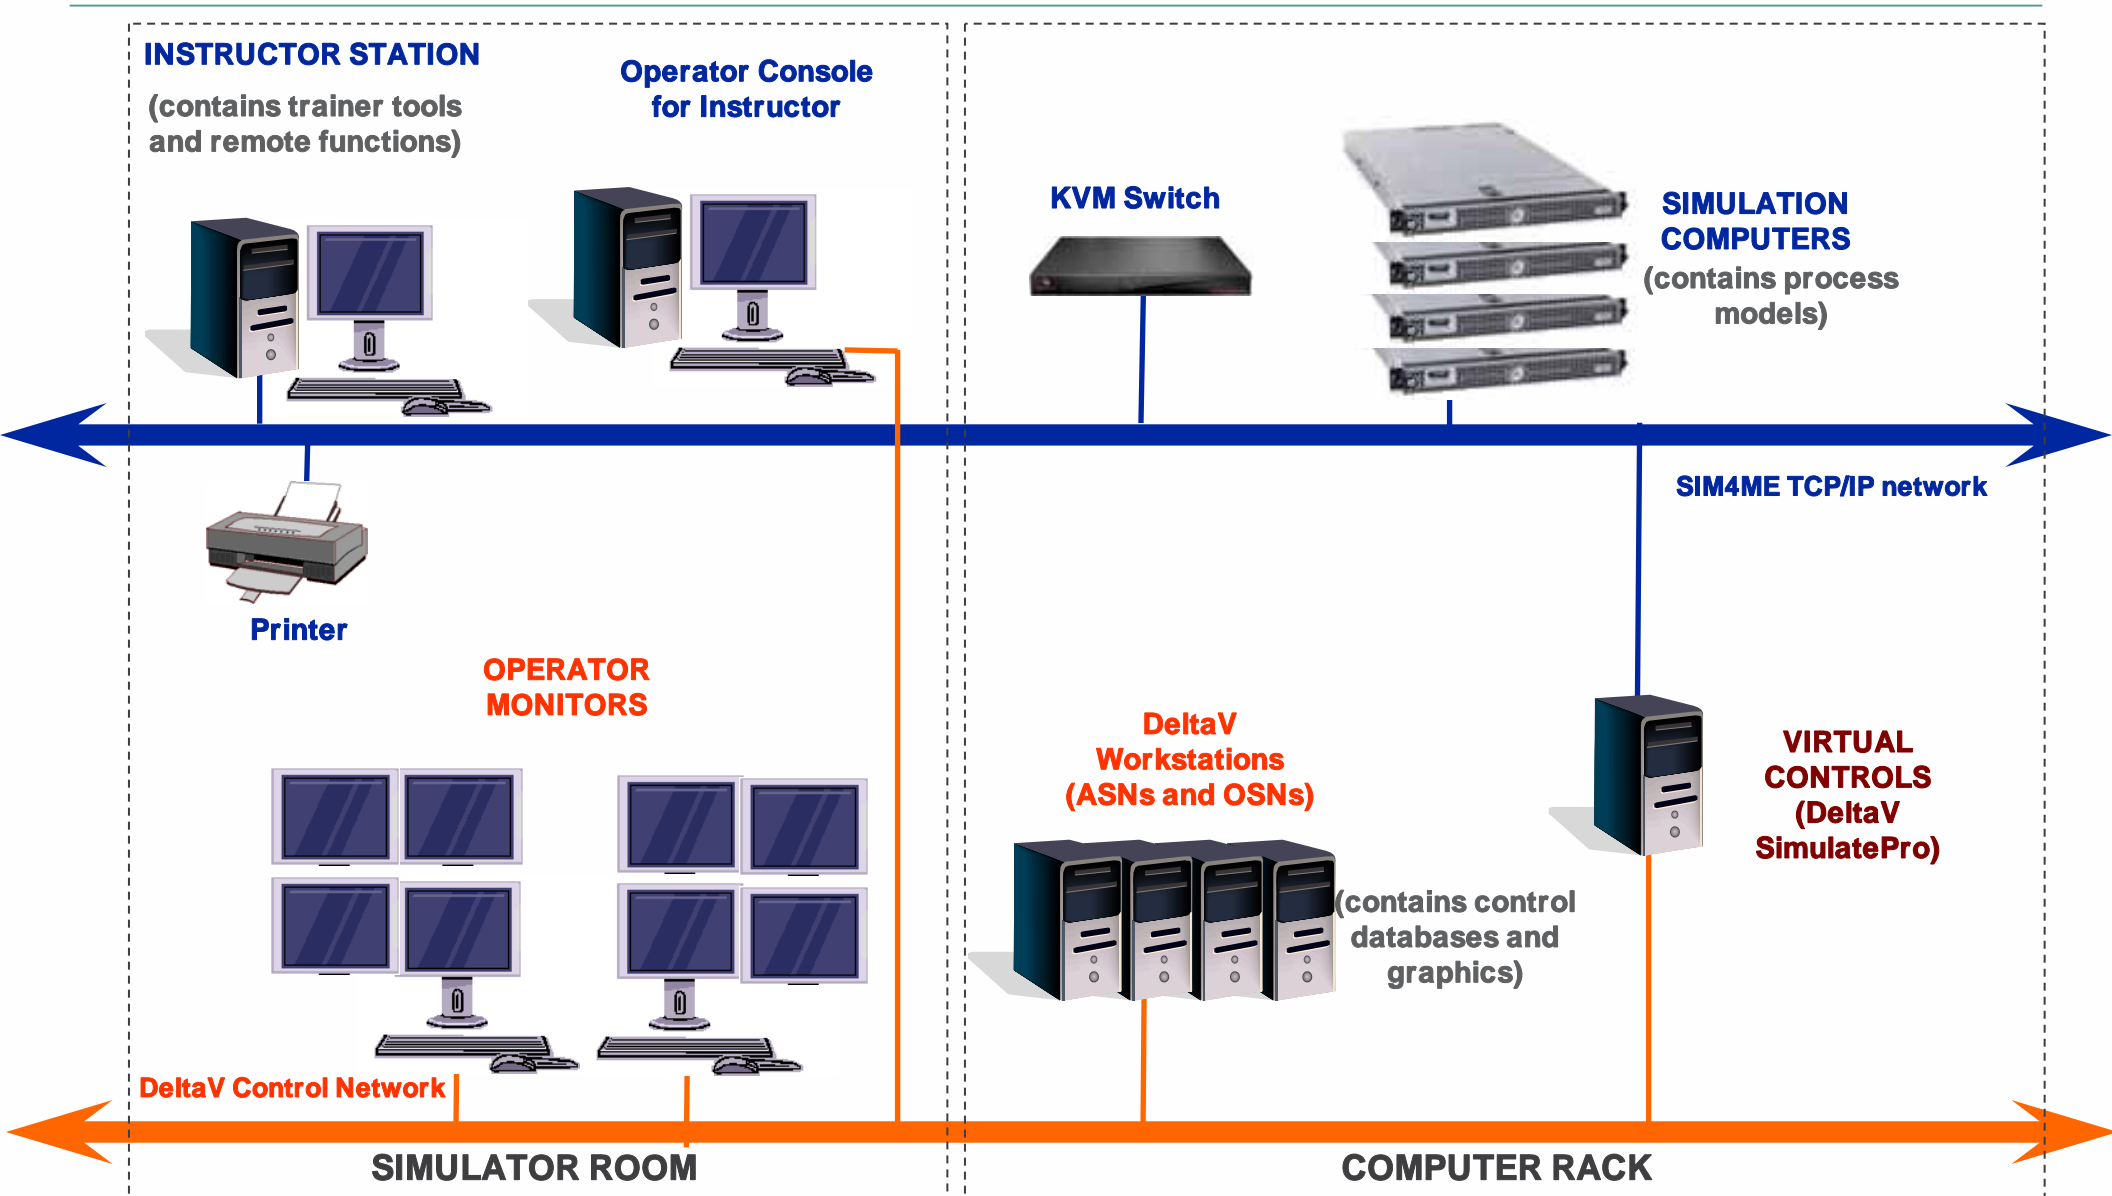 INSTRUCTOR STATION
(contains trainer tools
and remote functions)
Operator Console
for Instructor
KVM Switch
SIMULATION
COMPUTERS
(contains process
models)
SIM4ME TCP/IP network
Printer
OPERATOR
MONITORS
DeltaV
Workstations
(ASNs and OSNs)
(contains control
databases and
graphics)
VIRTUAL
CONTROLS
(DeltaV
SimulatePro)
DeltaV Control Network
SIMULATOR ROOM
COMPUTER RACK